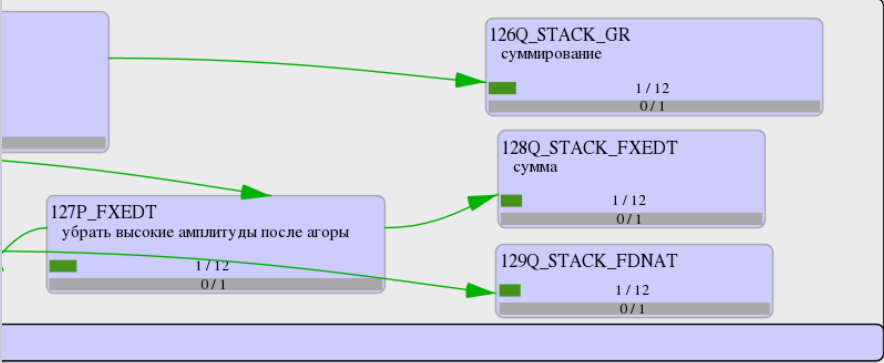 126Q_STACK_GR
суммирование
1 / 12
0 / 1
128Q_STACK_FXEDT
сумма
1 / 12
0 / 1
127P_FXEDT
убрать высокие амплитуды после агоры
1 / 12
0 / 1
129Q_STACK_FDNAT
1 / 12
0 / 1